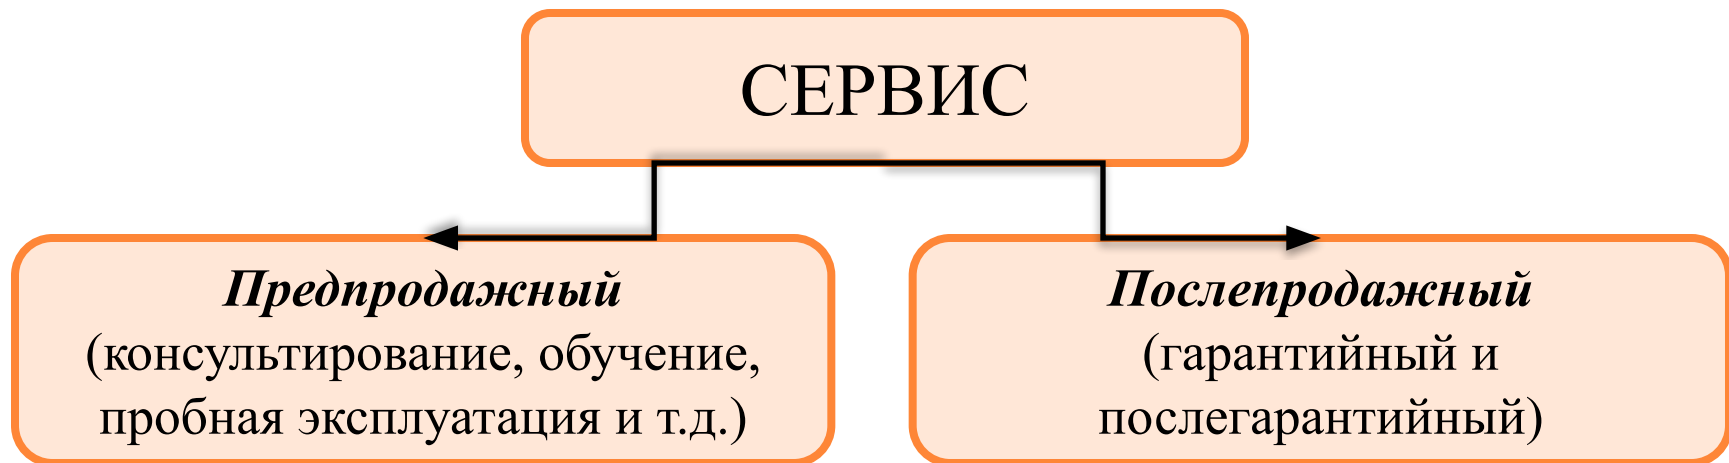 СЕРВИС
Предпродажный
(консультирование, обучение,
пробная эксплуатация и т.д.)
Послепродажный
(гарантийный и
послегарантийный)